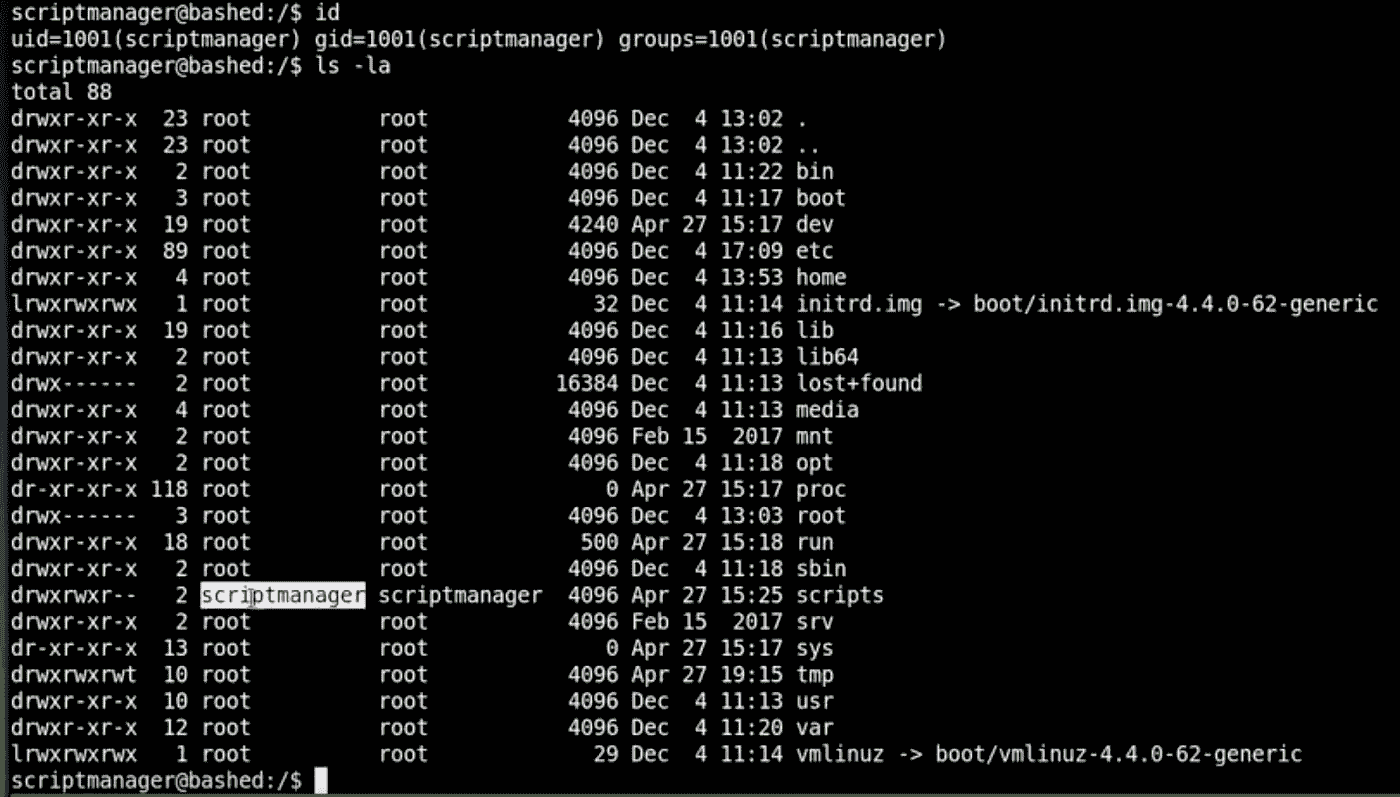 scriptmanager@bashed:/$ id
uid=1001(scriptmanager) gid=1001(scriptmanager) groups=1001(scriptmanager)
scriptmanager@bashed:/$ ls -la
total 88
drwxr-xr-x  23 root          root           4096 Dec  4 13:02 .
drwxr-xr-x  23 root          root           4096 Dec  4 13:02 ..
drwxr-xr-x   2 root          root           4096 Dec  4 11:22 bin
drwxr-xr-x   3 root          root           4096 Dec  4 11:17 boot
drwxr-xr-x  19 root          root           4240 Apr 27 15:17 dev
drwxr-xr-x  89 root          root           4096 Dec  4 17:09 etc
drwxr-xr-x   4 root          root           4096 Dec  4 13:53 home
lrwxrwxrwx   1 root          root             32 Dec  4 11:14 initrd.img -> boot/initrd.img-4.4.0-62-generic
drwxr-xr-x  19 root          root           4096 Dec  4 11:16 lib
drwxr-xr-x   2 root          root           4096 Dec  4 11:13 lib64
drwx------   2 root          root          16384 Dec  4 11:13 lost+found
drwxr-xr-x   4 root          root           4096 Dec  4 11:13 media
drwxr-xr-x   2 root          root           4096 Feb 15  2017 mnt
drwxr-xr-x   2 root          root           4096 Dec  4 11:18 opt
dr-xr-xr-x 118 root          root              0 Apr 27 15:17 proc
drwx------   3 root          root           4096 Dec  4 13:03 root
drwxr-xr-x  18 root          root            500 Apr 27 15:18 run
drwxr-xr-x   2 root          root           4096 Dec  4 11:18 sbin
drwxrwxr--   2 scriptmanager scriptmanager  4096 Apr 27 15:25 scripts
drwxr-xr-x   2 root          root           4096 Feb 15  2017 srv
dr-xr-xr-x  13 root          root              0 Apr 27 15:17 sys
drwxrwxrwt  10 root          root           4096 Apr 27 19:15 tmp
drwxr-xr-x  10 root          root           4096 Dec  4 11:13 usr
drwxr-xr-x  12 root          root           4096 Dec  4 11:20 var
lrwxrwxrwx   1 root          root             29 Dec  4 11:14 vmlinuz -> boot/vmlinuz-4.4.0-62-generic
scriptmanager@bashed:/$